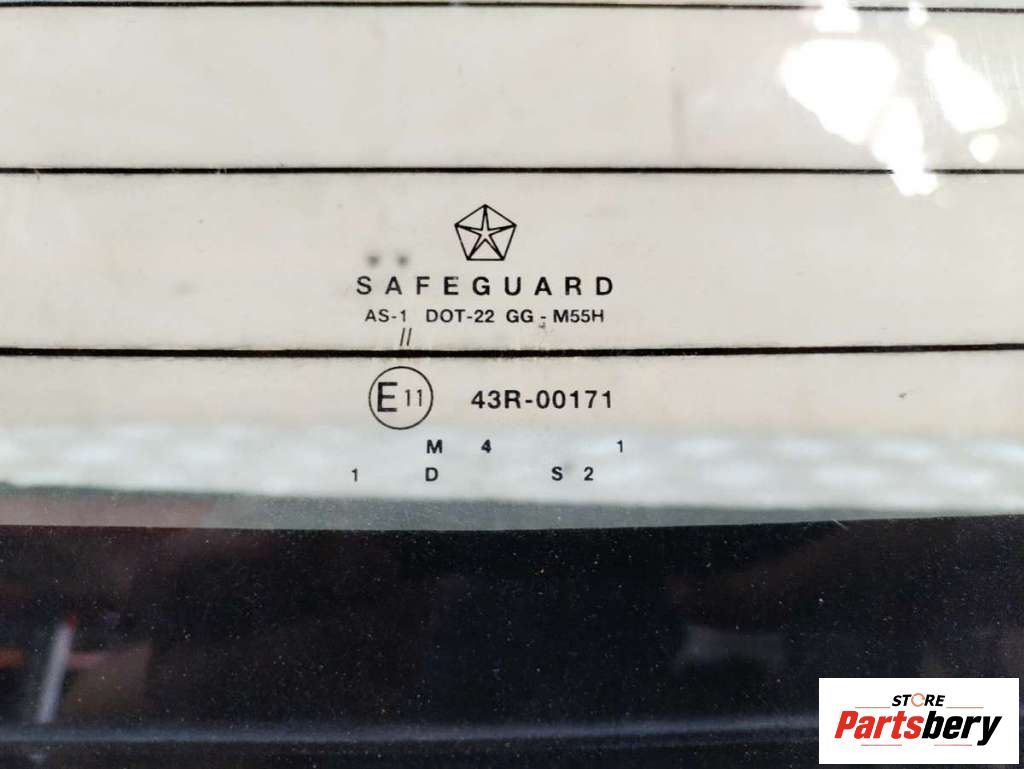 SAFEGUARD
AS-1 DOT-22 GG - M55H
//
E11 43R-00171
M 4 1
1 D S 2
STORE
Partsbery